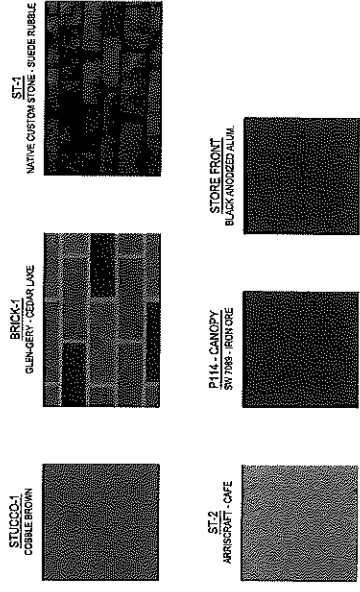 STUCCO-1
COBBLE BROWN
BRICK-1
GLEN-GERY - CEDAR LAKE
ST-1
NATIVE CUSTOM STONE - SUEDE RUBBLE
ST-2
ARRISCRAFT - CAFE
P114 - CANOPY
SW 7069 - IRON ORE
STORE FRONT
BLACK ANODIZED ALUM.